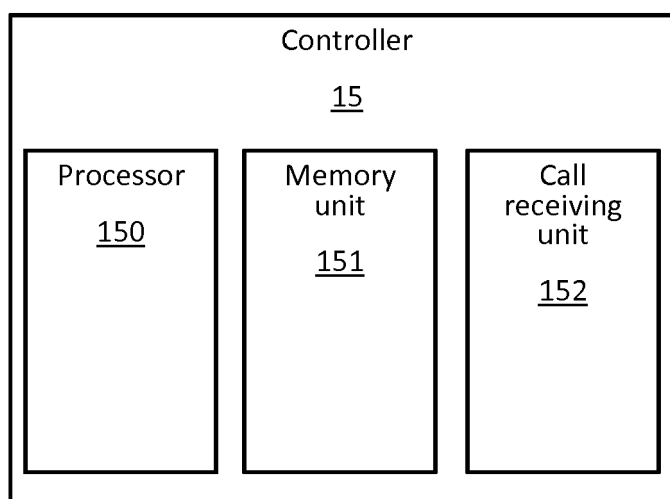 Controller
15
Processor
150
Memory
unit
151
Call
receiving
unit
152